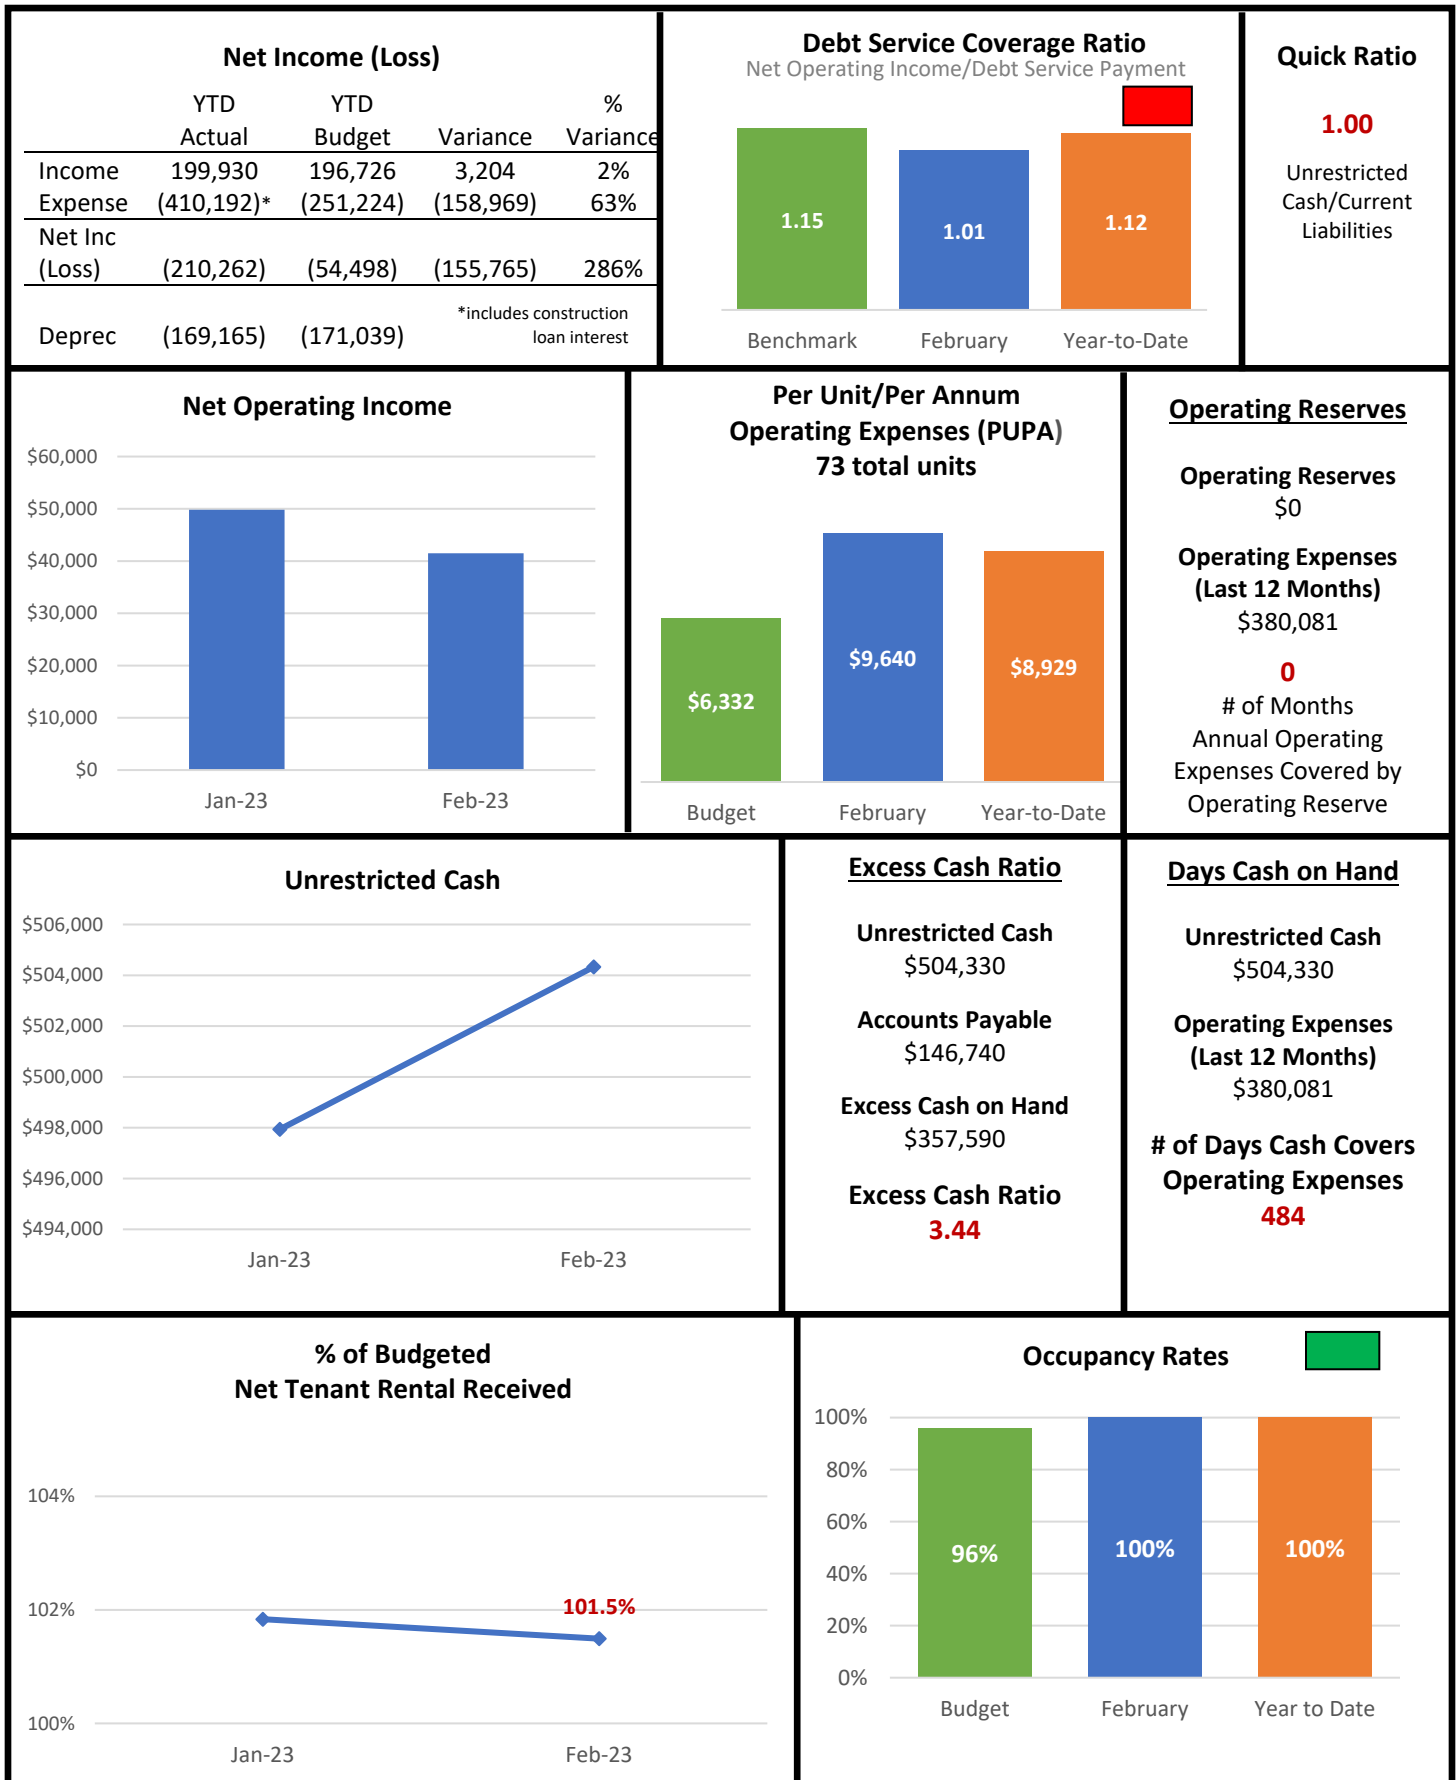 Net Income (Loss)
YTD YTD %
Actual Budget Variance Variance
Income 199,930 196,726 3,204 2%
Expense (410,192)* (251,224) (158,969) 63%
Net Inc
(Loss) (210,262) (54,498) (155,765) 286%
*includes construction
loan interest
Deprec (169,165) (171,039)
Debt Service Coverage Ratio
Net Operating Income/Debt Service Payment
1.15
1.01
1.12
Benchmark February Year-to-Date
Quick Ratio
1.00
Unrestricted
Cash/Current
Liabilities
Net Operating Income
$60,000
$50,000
$40,000
$30,000
$20,000
$10,000
$0
Jan-23 Feb-23
Per Unit/Per Annum
Operating Expenses (PUPA)
73 total units
$6,332
$9,640
$8,929
Budget February Year-to-Date
Operating Reserves
Operating Reserves
$0
Operating Expenses
(Last 12 Months)
$380,081
0
# of Months
Annual Operating
Expenses Covered by
Operating Reserve
Unrestricted Cash
$506,000
$504,000
$502,000
$500,000
$498,000
$496,000
$494,000
Jan-23 Feb-23
Excess Cash Ratio
Unrestricted Cash
$504,330
Accounts Payable
$146,740
Excess Cash on Hand
$357,590
Excess Cash Ratio
3.44
Days Cash on Hand
Unrestricted Cash
$504,330
Operating Expenses
(Last 12 Months)
$380,081
# of Days Cash Covers
Operating Expenses
484
% of Budgeted
Net Tenant Rental Received
104%
102%
100%
101.5%
Jan-23 Feb-23
Occupancy Rates
100%
80%
60%
40%
20%
0%
96%
100%
100%
Budget February Year to Date